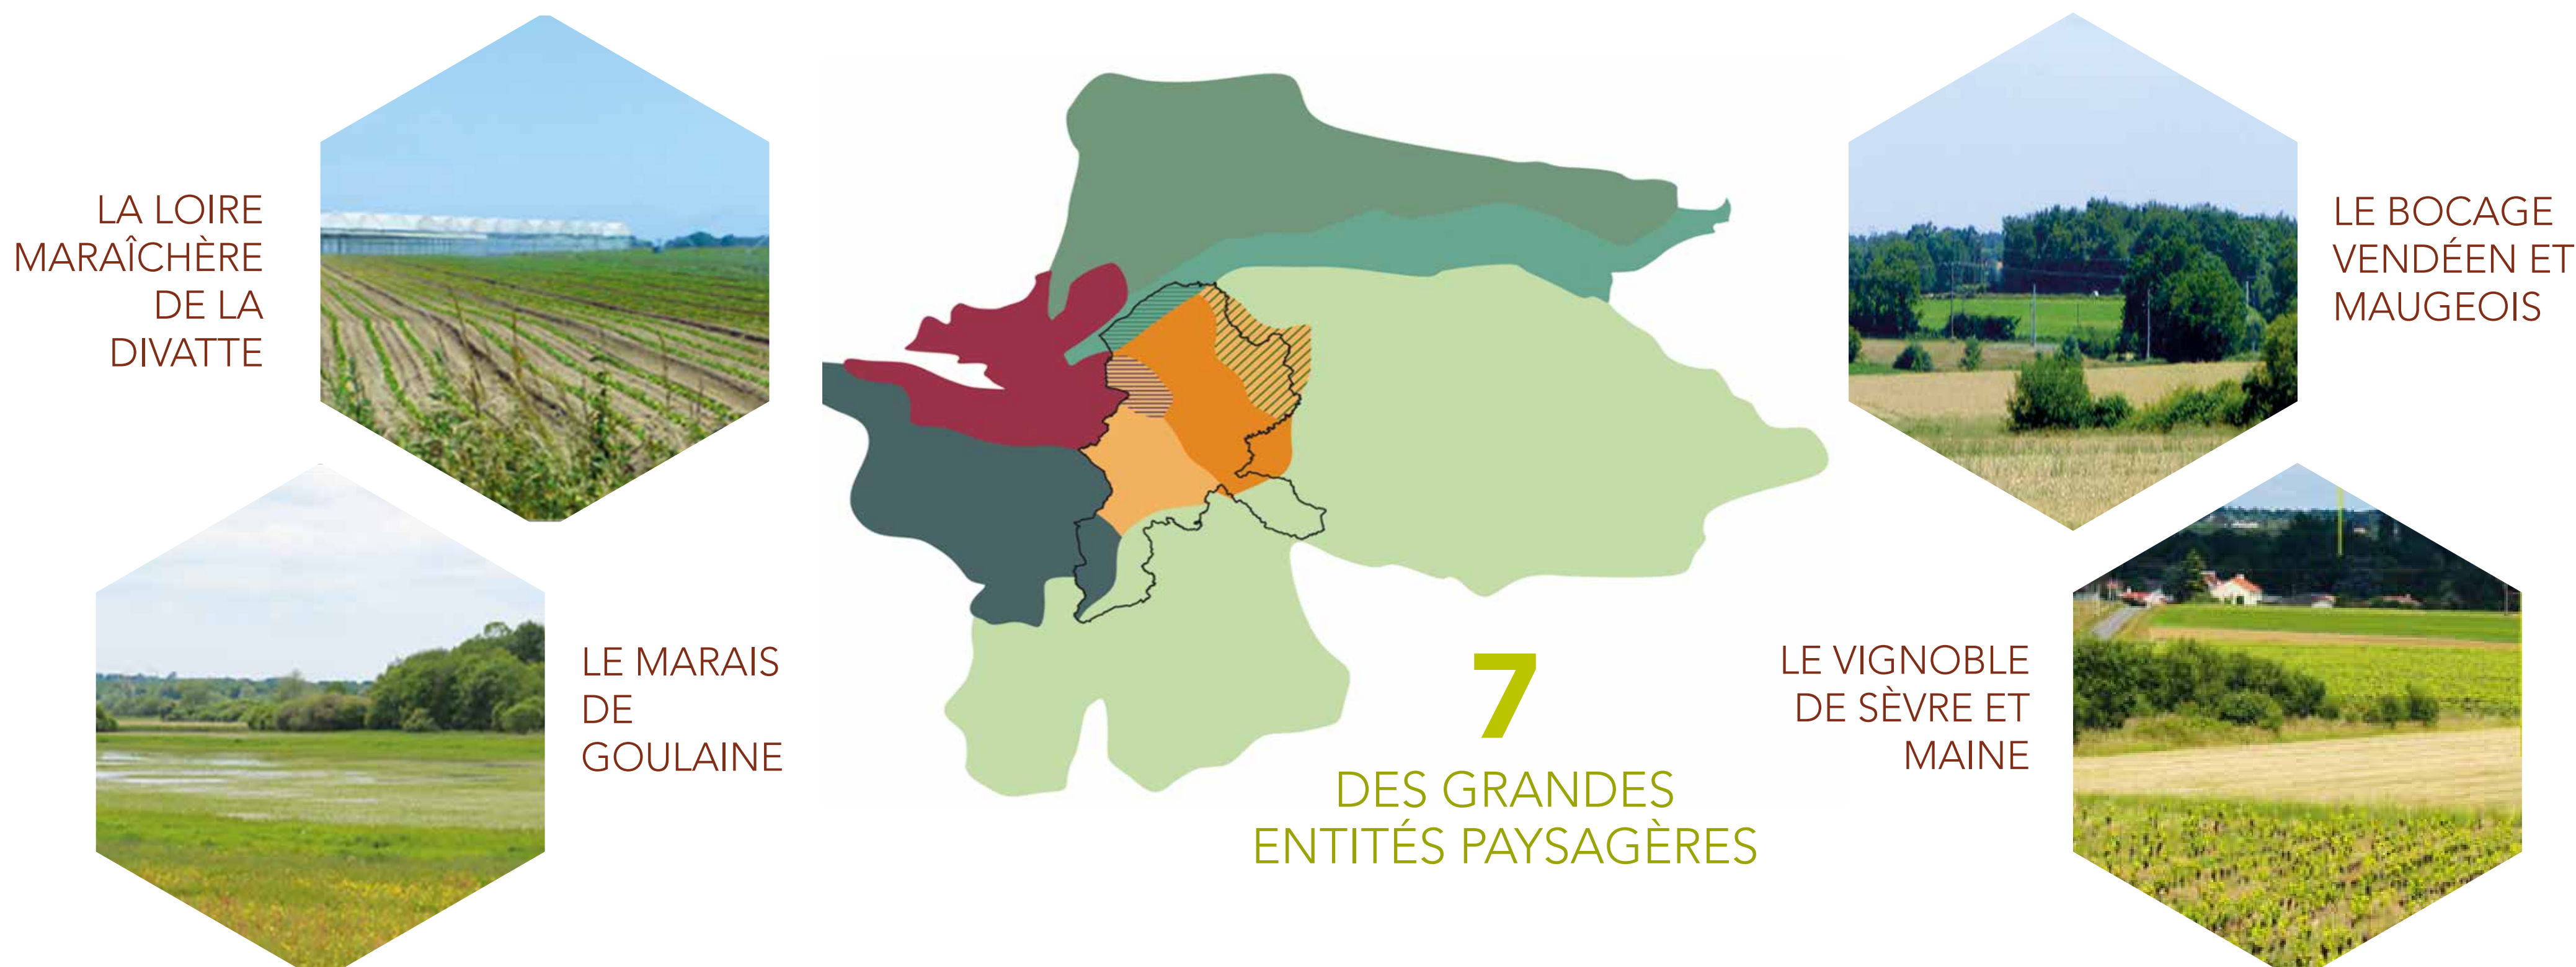 LA LOIRE
MARAÎCHÈRE
DE LA
DIVATTE
LE MARAIS
DE
GOULAINE
7
DES GRANDES
ENTITÉS PAYSAGÈRES
LE BOCAGE
VENDÉEN ET
MAUGEOIS
LE VIGNOBLE
DE SÈVRE ET
MAINE